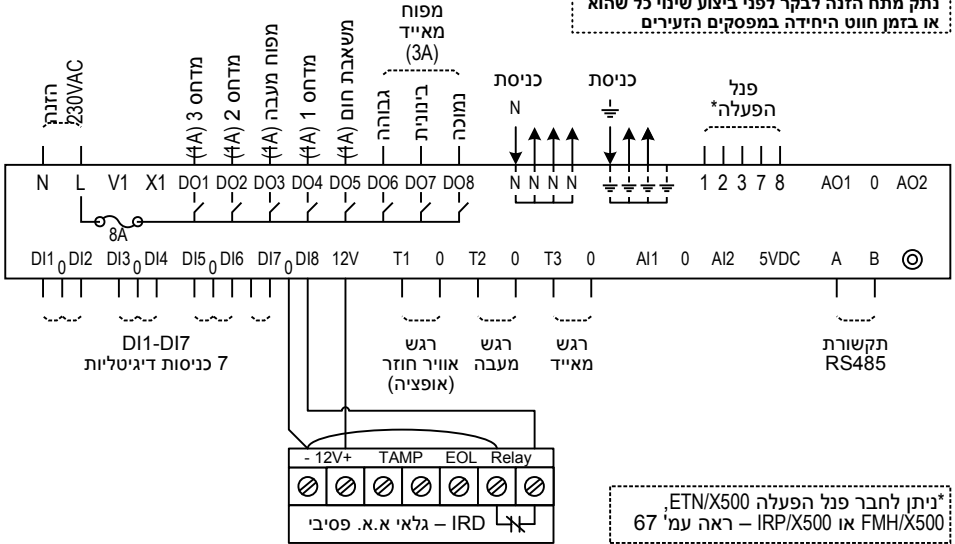 נתק מתח הזנה לבקר לפני ביצוע שינוי כל שהוא
או בזמן חווט היחידה במפסקים הזעירים
הזנה
230VAC
מדחס 3 (1A)
מדחס 2 (1A)
מפוח מעבה (1A)
מדחס 1 (1A)
משאבת חום (1A)
מפוח
מאייד
(3A)
גבוהה
בינונית
נמוכה
כניסת
N
כניסת
פנל
הפעלה*
N L V1 X1 DO1 DO2 DO3 DO4 DO5 DO6 DO7 DO8 N N N N 1 2 3 7 8 AO1 0 AO2
8A
DI1 0 DI2 DI3 0 DI4 DI5 0 DI6 DI7 0 DI8 12V T1 0 T2 0 T3 0 AI1 0 AI2 5VDC A B
DI1-DI7
7 כניסות דיגיטליות
רגש
אוויר חוזר
(אופציה)
רגש
מעבה
רגש
מאייד
תקשורת
RS485
- 12V+ TAMP EOL Relay
IRD – גלאי א.א. פסיבי
*ניתן לחבר פנל הפעלה ETN/X500,
FMH/X500 או IRP/X500 – ראה עמ' 67